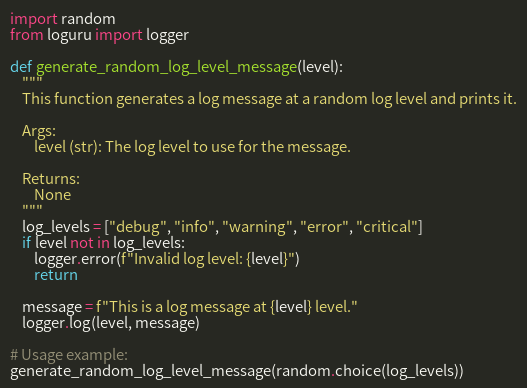 import random
from loguru import logger

def generate_random_log_level_message(level):
    """
    This function generates a log message at a random log level and prints it.

    Args:
        level (str): The log level to use for the message.

    Returns:
        None
    """
    log_levels = ["debug", "info", "warning", "error", "critical"]
    if level not in log_levels:
        logger.error(f"Invalid log level: {level}")
        return

    message = f"This is a log message at {level} level."
    logger.log(level, message)

# Usage example:
generate_random_log_level_message(random.choice(log_levels))